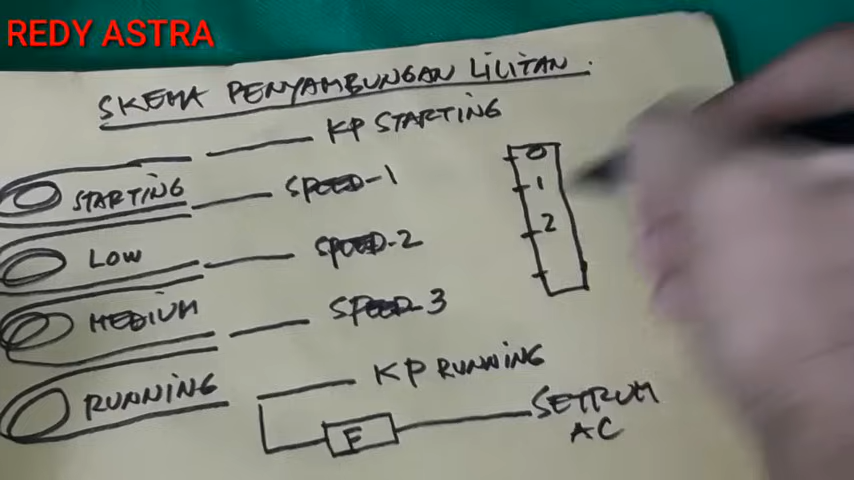 REDY ASTRA
SKEMA PENYAMBUNGAN LiLiTAN.
KP STARTiNG
STARTiNG
SPEED-1
LOW
SPEED-2
MEDiUM
SPEED-3
RUNNiNG
KP RUNNiNG
F
SETRUM
AC
0
1
2